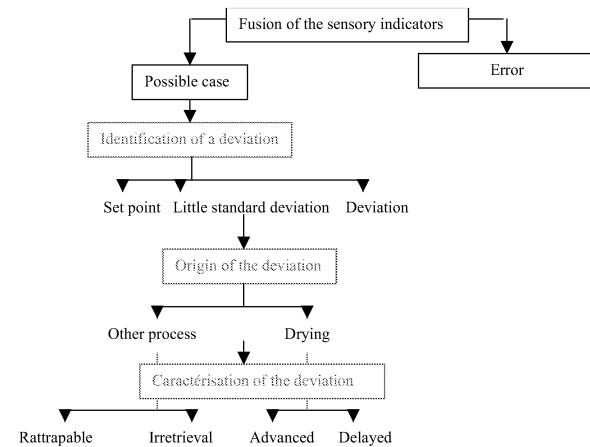 Fusion of the sensory indicators
Error
Possible case
Identification of a deviation
Set point Little standard deviation Deviation
Origin of the deviation
Other process Drying
Caractérisation of the deviation
Rattrapable Irretrieval Advanced Delayed